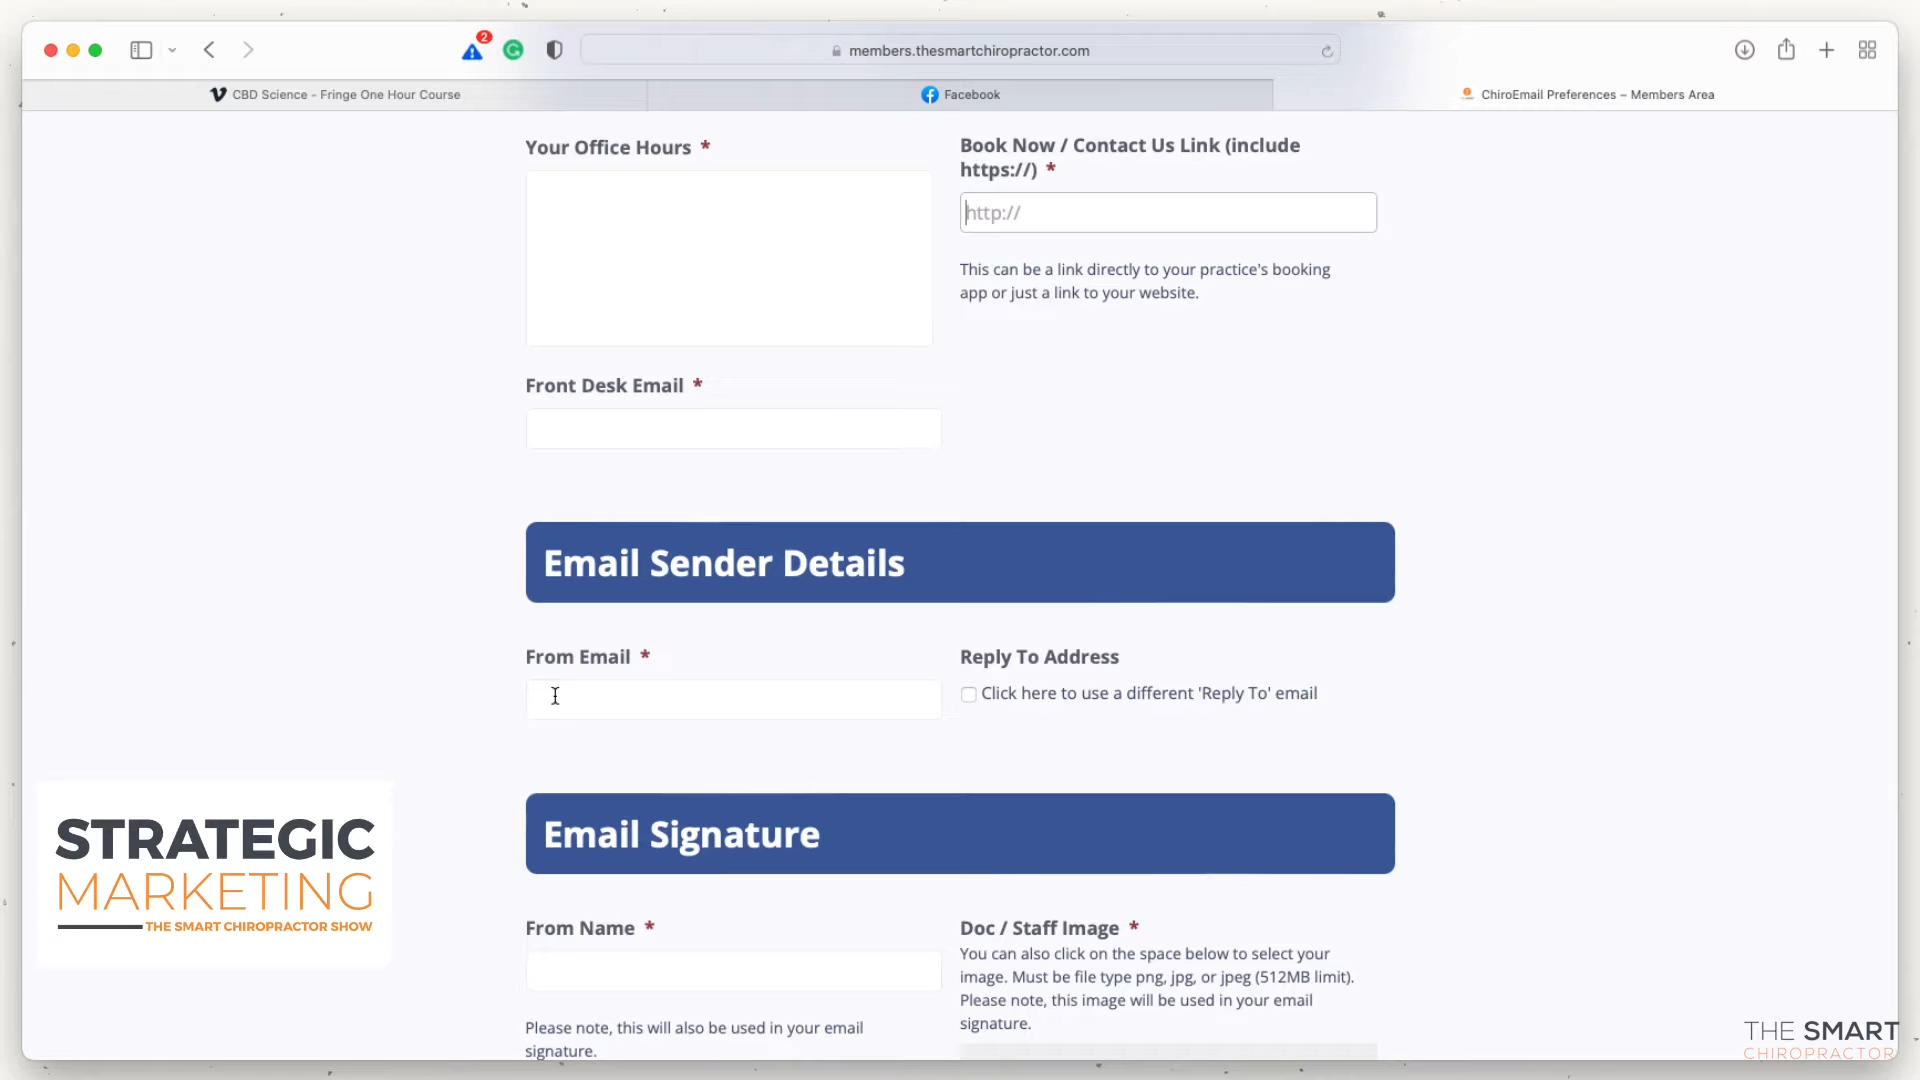 2
members.thesmartchiropractor.com
CBD Science - Fringe One Hour Course
Facebook
ChiroEmail Preferences – Members Area
Your Office Hours *
Book Now / Contact Us Link (include
https://) *
http://
This can be a link directly to your practice's booking
app or just a link to your website.
Front Desk Email *
Email Sender Details
From Email *
Reply To Address
Click here to use a different 'Reply To' email
Email Signature
From Name *
Doc / Staff Image *
You can also click on the space below to select your
image. Must be file type png, jpg, or jpeg (512MB limit).
Please note, this image will be used in your email
signature.
Please note, this will also be used in your email
signature.
STRATEGIC
MARKETING
THE SMART CHIROPRACTOR SHOW
THE SMART
CHIROPRACTOR